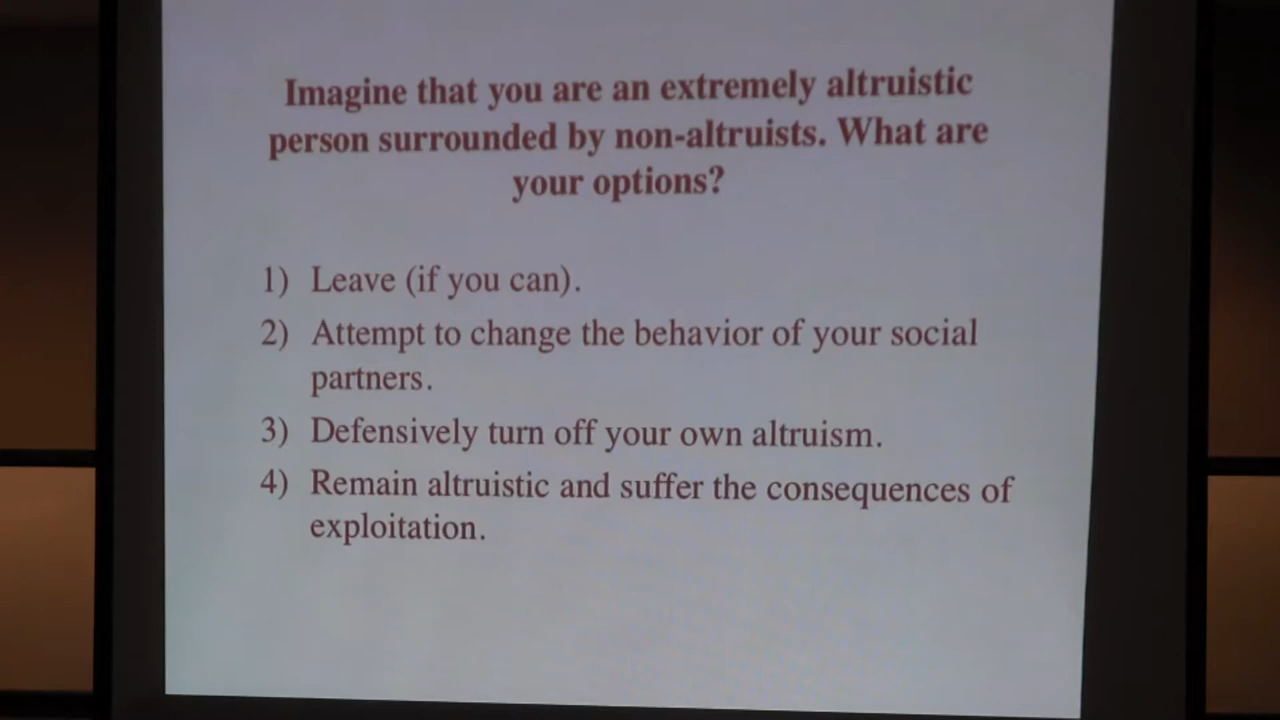 Imagine that you are an extremely altruistic
person surrounded by non-altruists. What are
your options?
1) Leave (if you can).
2) Attempt to change the behavior of your social
partners.
3) Defensively turn off your own altruism.
4) Remain altruistic and suffer the consequences of
exploitation.